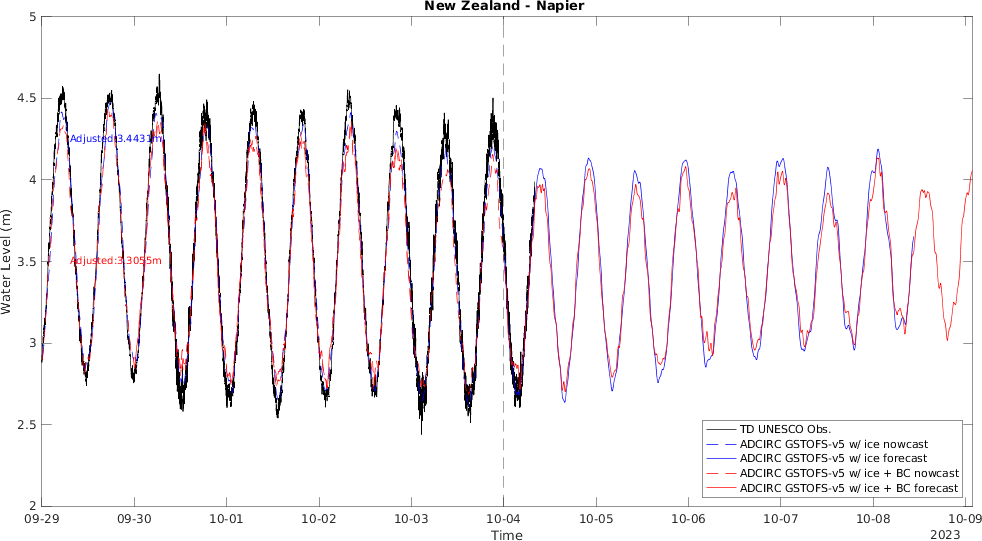 New Zealand - Napier
5
4.5
4
3.5
3
2.5
2
Water Level (m)
Adjusted:3.4431m
Adjusted:3.3055m
TD UNESCO Obs.
ADCIRC GSTOFS-v5 w/ ice nowcast
ADCIRC GSTOFS-v5 w/ ice forecast
ADCIRC GSTOFS-v5 w/ ice + BC nowcast
ADCIRC GSTOFS-v5 w/ ice + BC forecast
09-29 09-30 10-01 10-02 10-03 10-04 10-05 10-06 10-07 10-08 10-09
Time
2023